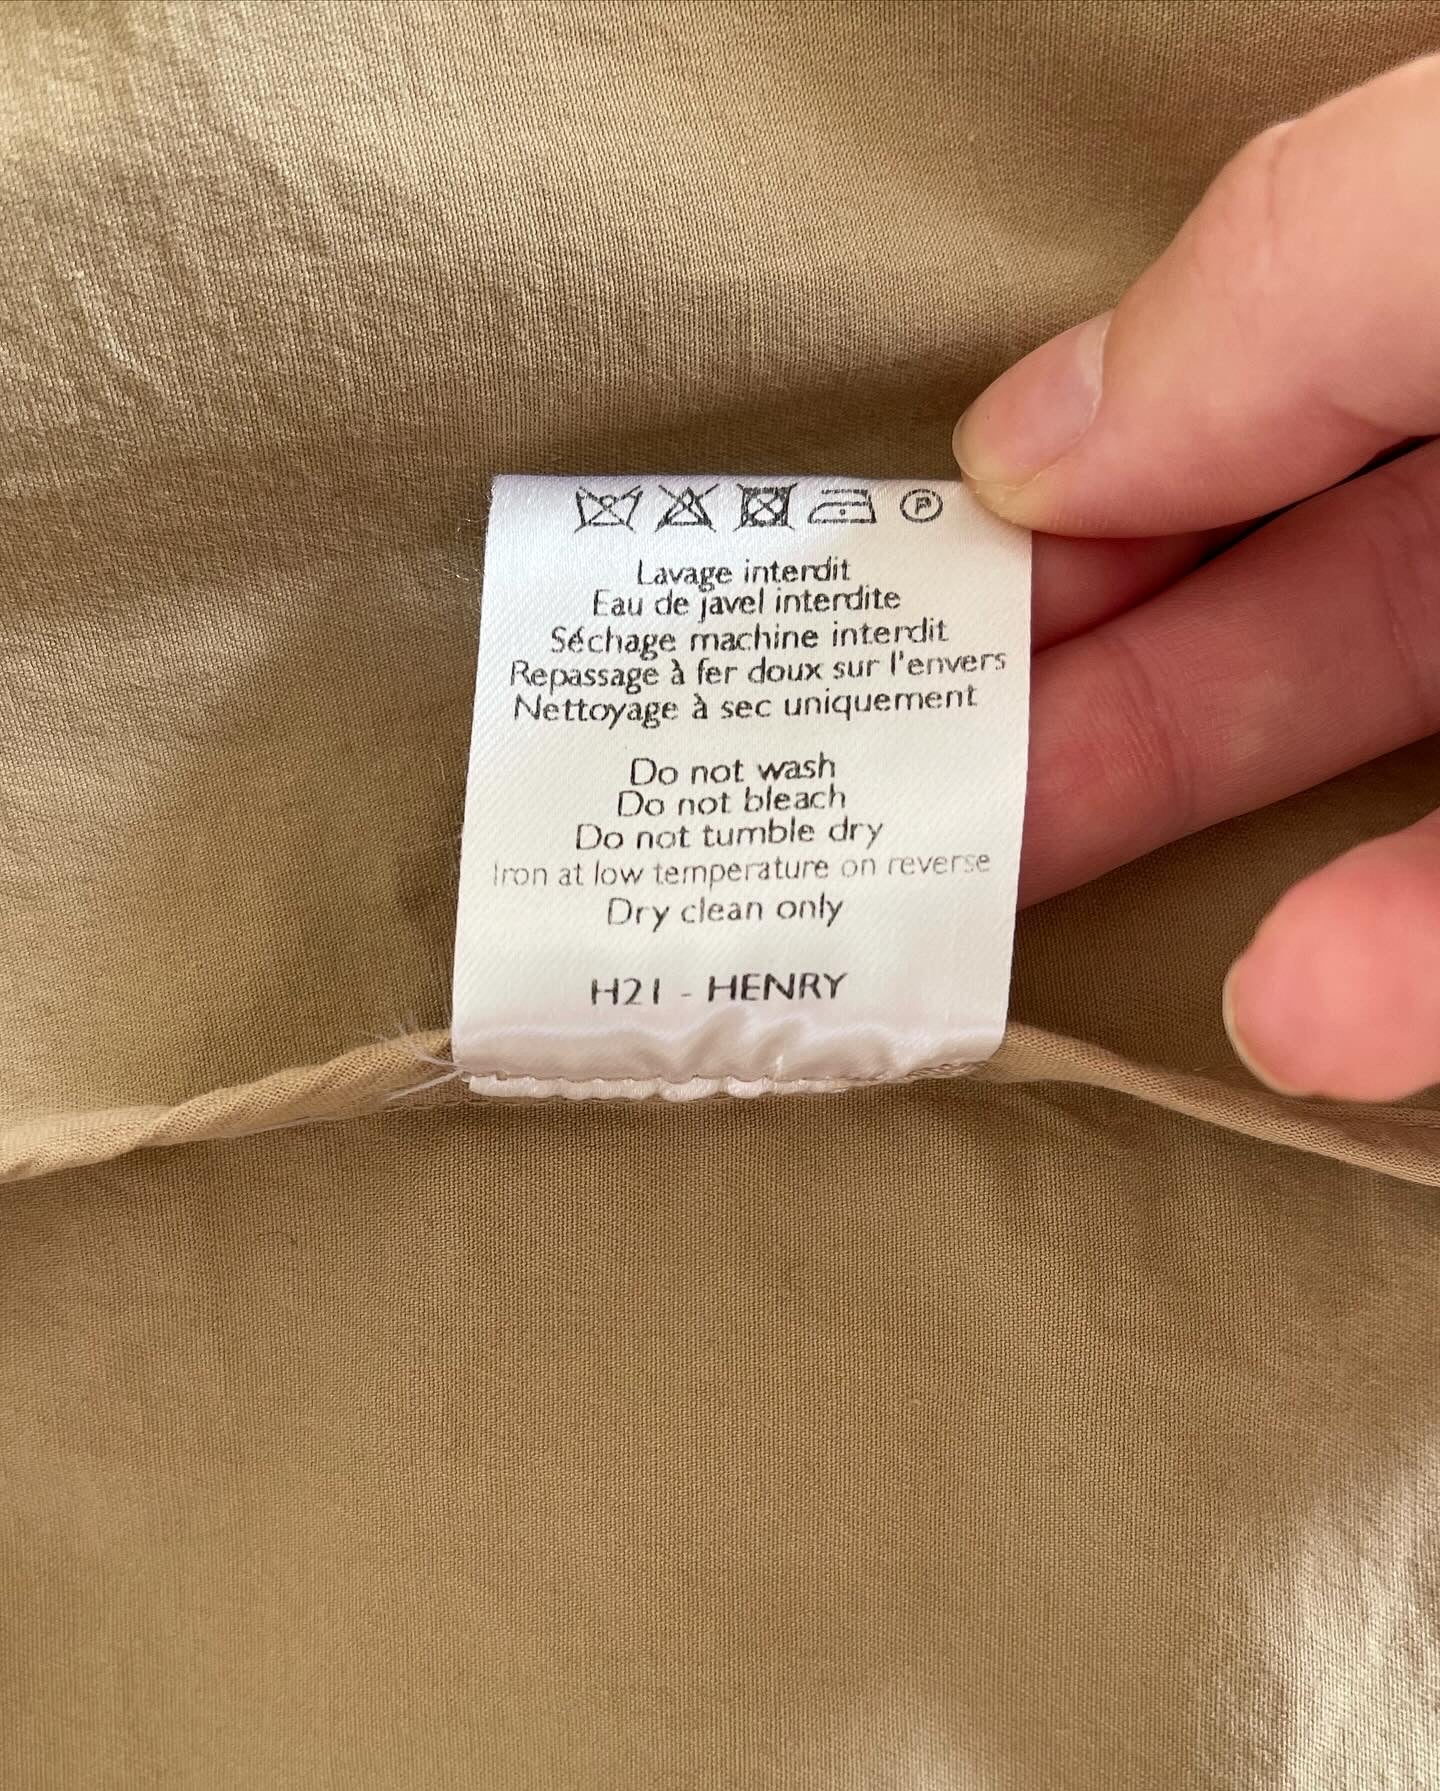 P
Lavage interdit
Eau de javel interdite
Séchage machine interdit
Repassage à fer doux sur l'envers
Nettoyage à sec uniquement
Do not wash
Do not bleach
Do not tumble dry
Iron at low temperature on reverse
Dry clean only
H21 - HENRY